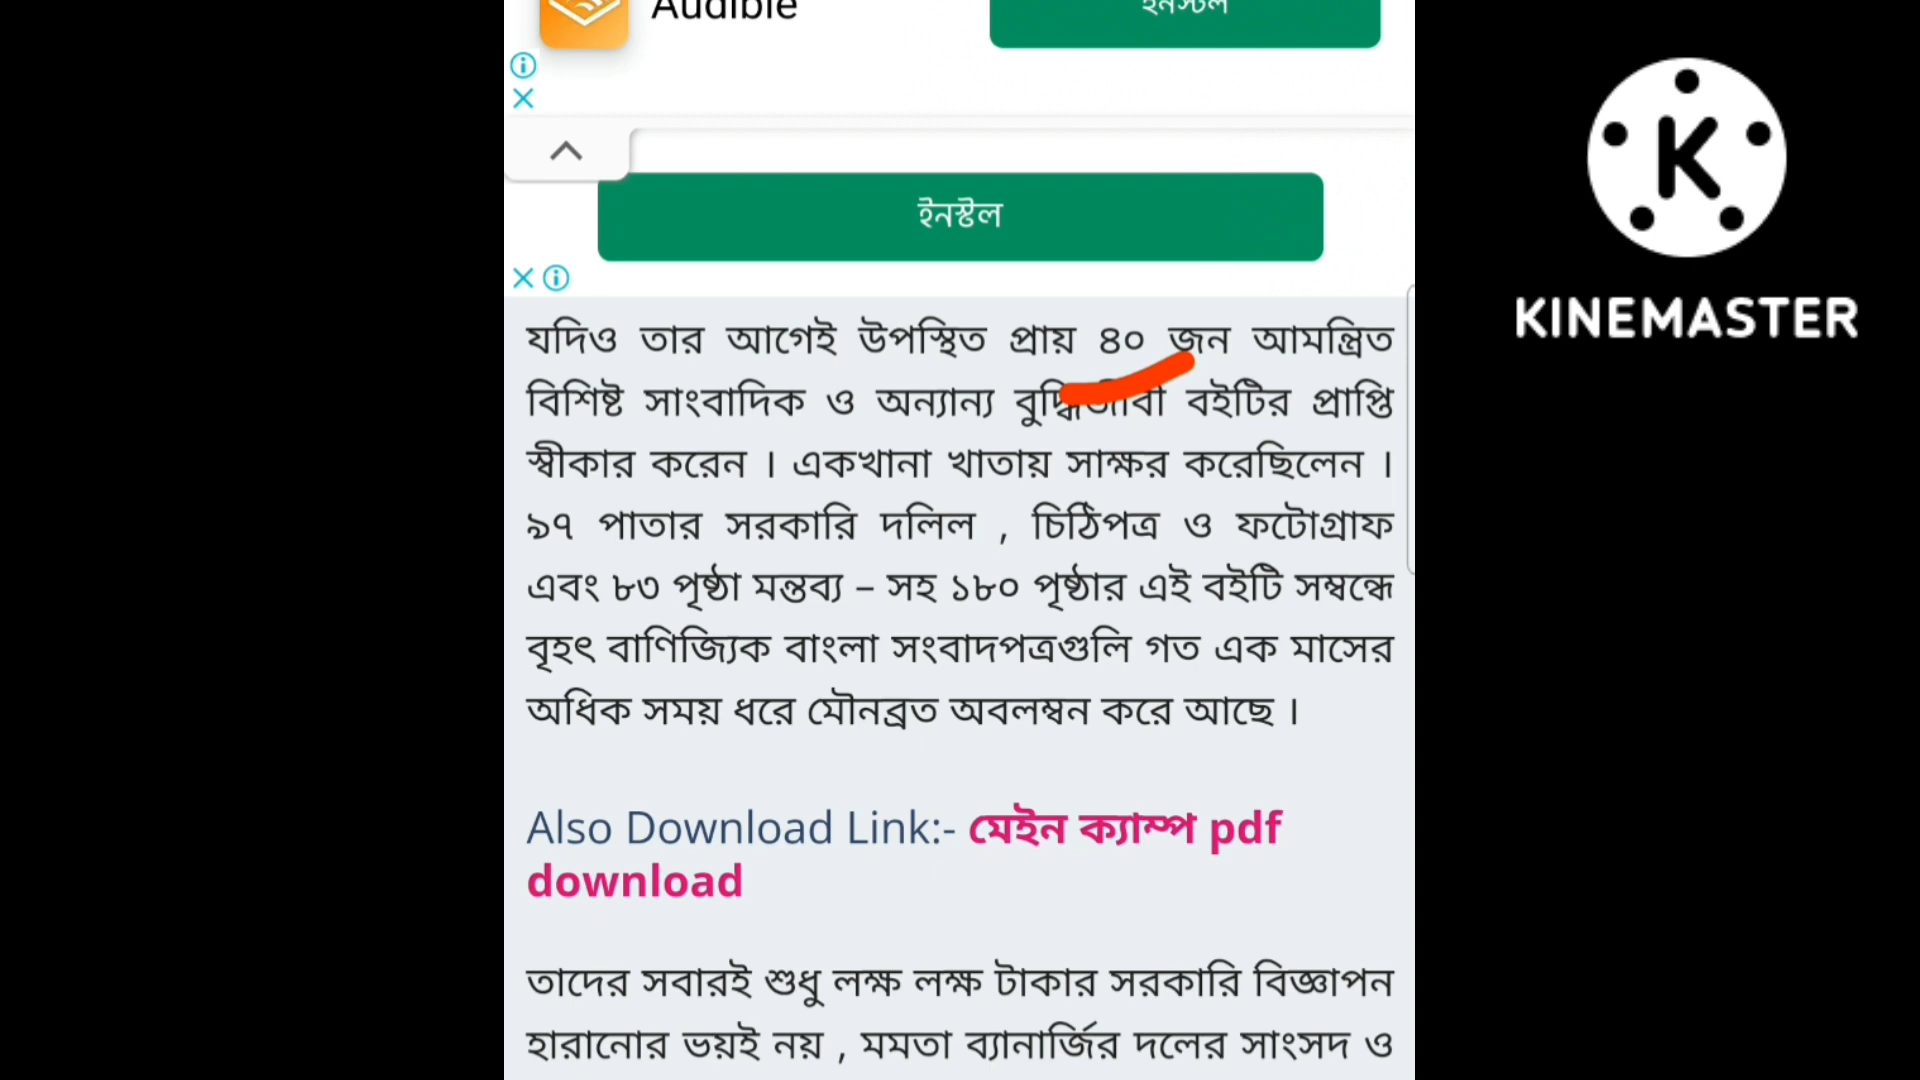 Audible
ইনস্টল
ইনস্টল
KINEMASTER
যদিও তার আগেই উপস্থিত প্রায় ৪০ জন আমন্ত্রিত
বিশিষ্ট সাংবাদিক ও অন্যান্য বুদ্ধিজীবী বইটির প্রাপ্তি
স্বীকার করেন । একখানা খাতায় সাক্ষর করেছিলেন ।
৯৭ পাতার সরকারি দলিল , চিঠিপত্র ও ফটোগ্রাফ
এবং ৮৩ পৃষ্ঠা মন্তব্য – সহ ১৮০ পৃষ্ঠার এই বইটি সম্বন্ধে
বৃহৎ বাণিজ্যিক বাংলা সংবাদপত্রগুলি গত এক মাসের
অধিক সময় ধরে মৌনব্রত অবলম্বন করে আছে ।
Also Download Link:- মেইন ক্যাম্প pdf
download
তাদের সবারই শুধু লক্ষ লক্ষ টাকার সরকারি বিজ্ঞাপন
হারানোর ভয়ই নয় , মমতা ব্যানার্জির দলের সাংসদ ও